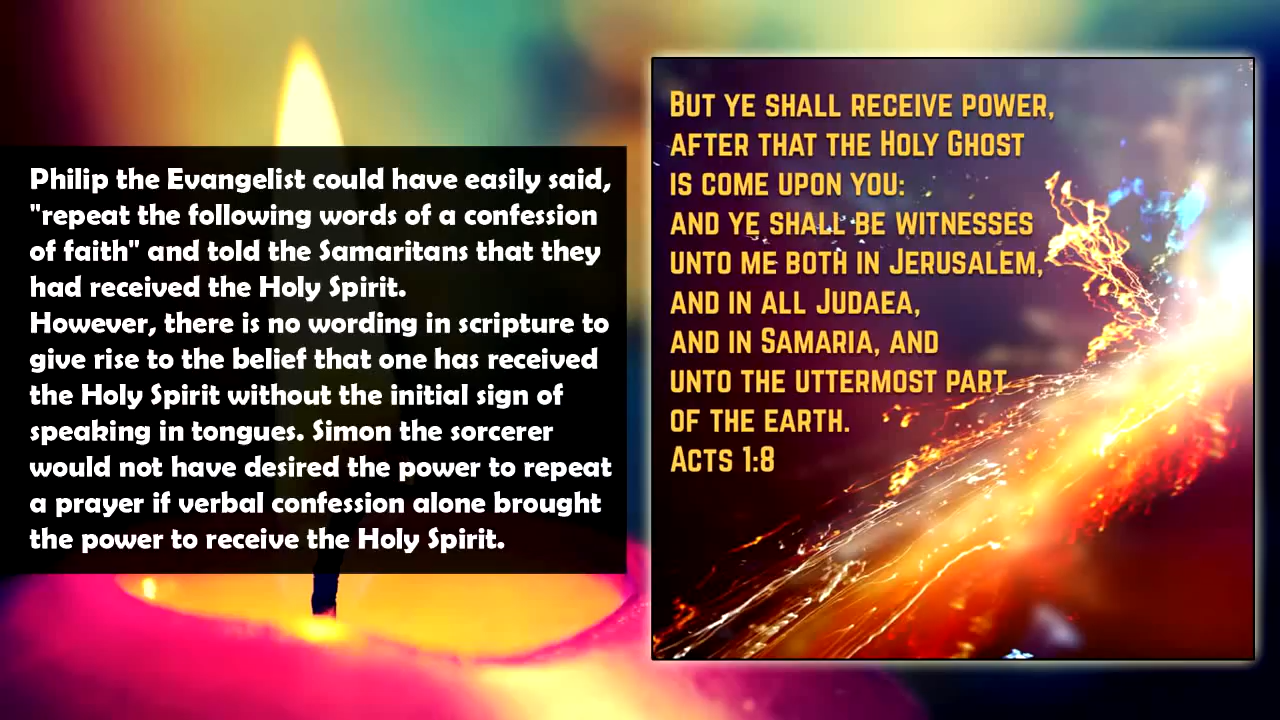 Philip the Evangelist could have easily said,
"repeat the following words of a confession
of faith" and told the Samaritans that they
had received the Holy Spirit.
However, there is no wording in scripture to
give rise to the belief that one has received
the Holy Spirit without the initial sign of
speaking in tongues. Simon the sorcerer
would not have desired the power to repeat
a prayer if verbal confession alone brought
the power to receive the Holy Spirit.
But ye shall receive power,
after that the Holy Ghost
is come upon you:
and ye shall be witnesses
unto me both in Jerusalem,
and in all Judaea,
and in Samaria, and
unto the uttermost part
of the earth.
Acts 1:8